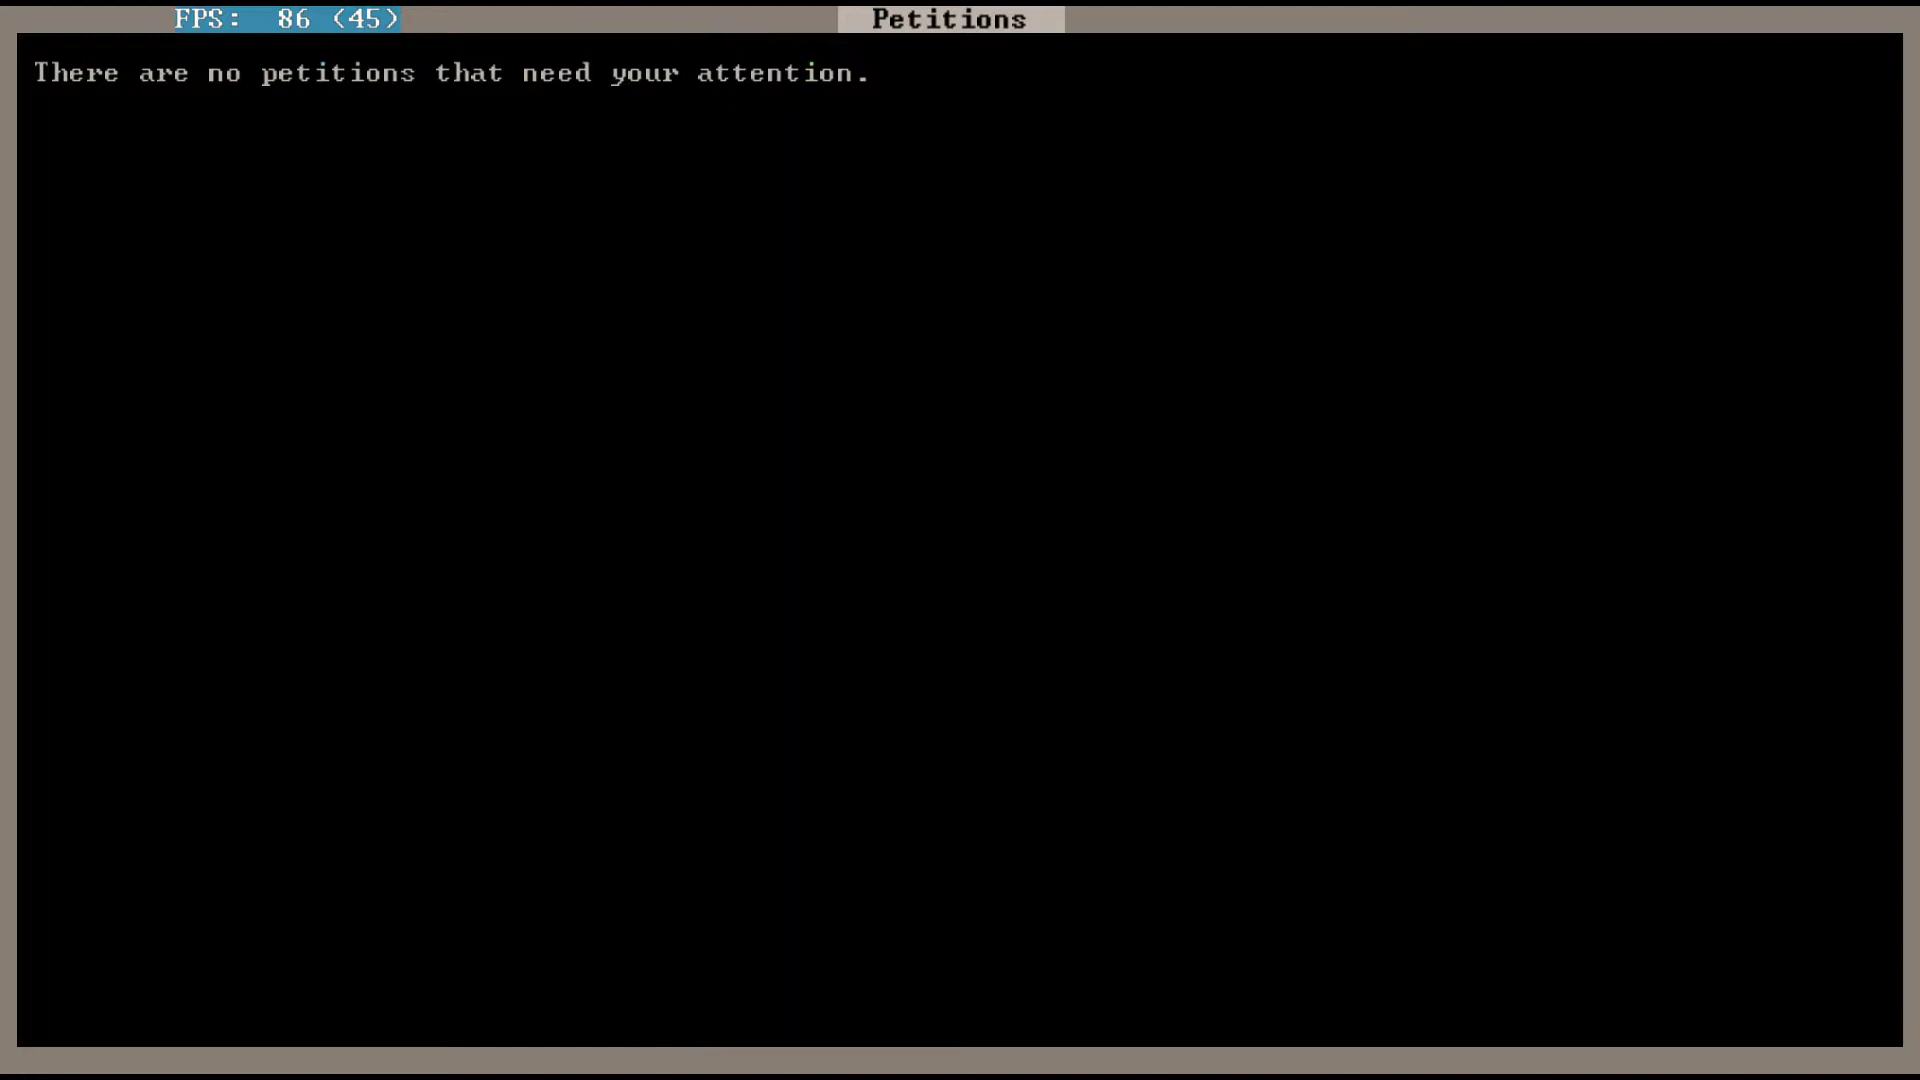 FPS: 86 (45)
Petitions
There are no petitions that need your attention.